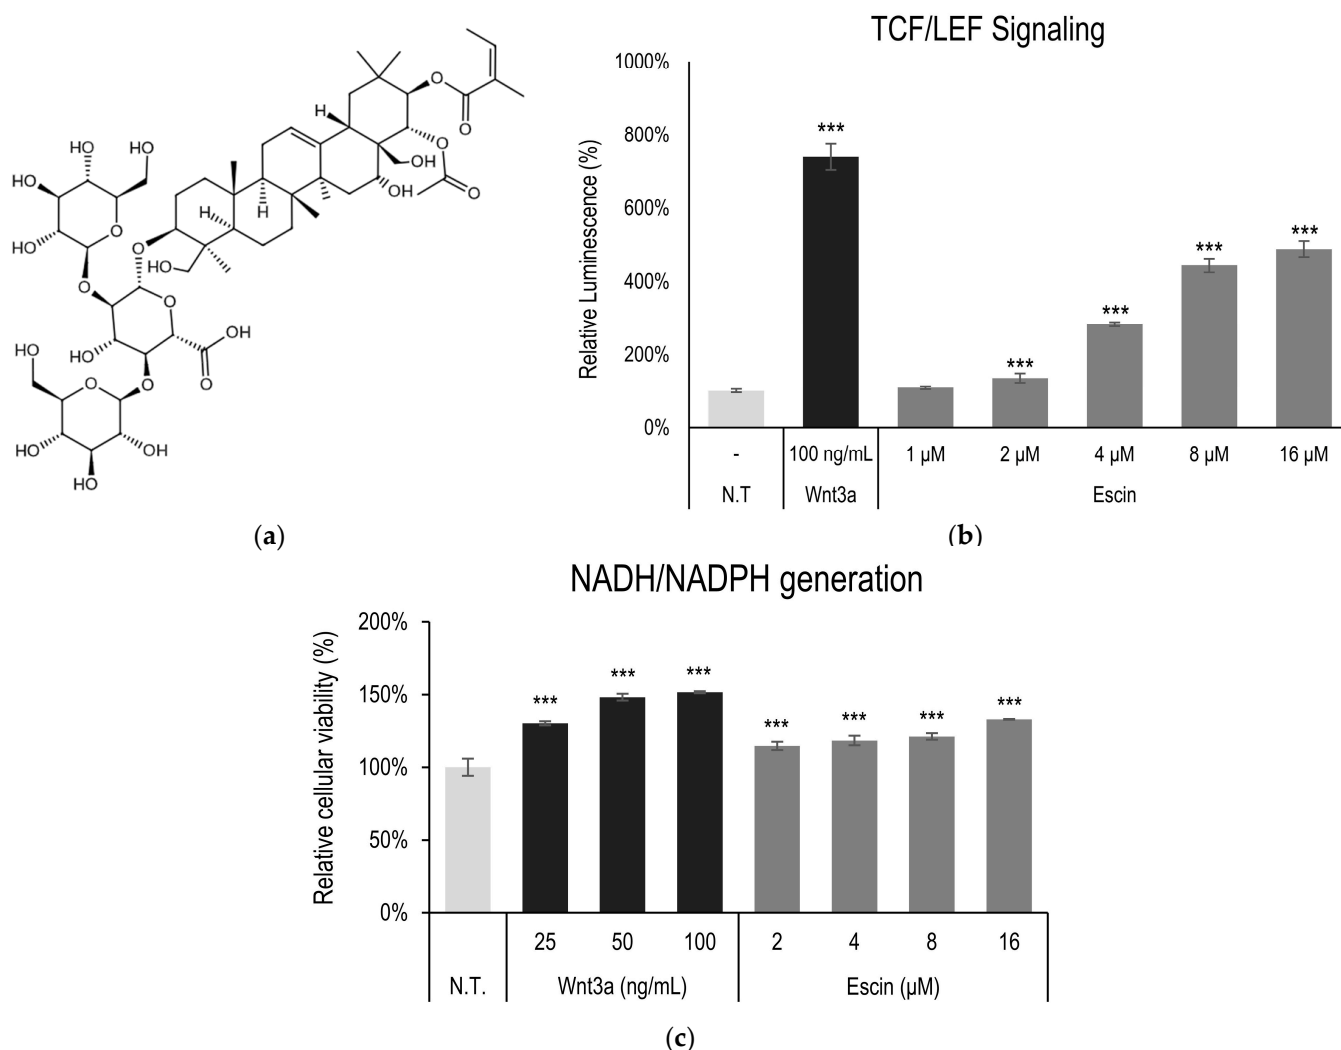 O
O
H
O
O
OH
OH
O
HO
OH
HO
H
H
HO
O
O
HO
HO
O
O
O
HO
OH
O
HO
O
O
HO
OH
OH
(a)
TCF/LEF Signaling
Relative Luminescence (%)
1000%
800%
600%
400%
200%
0%
***
***
***
***
***
- 100 ng/mL 1 µM 2 µM 4 µM 8 µM 16 µM
N.T Wnt3a Escin
(b)
NADH/NADPH generation
Relative cellular viability (%)
200%
150%
100%
50%
0%
*** *** *** *** *** *** ***
25 50 100 2 4 8 16
N.T. Wnt3a (ng/mL) Escin (µM)
(c)